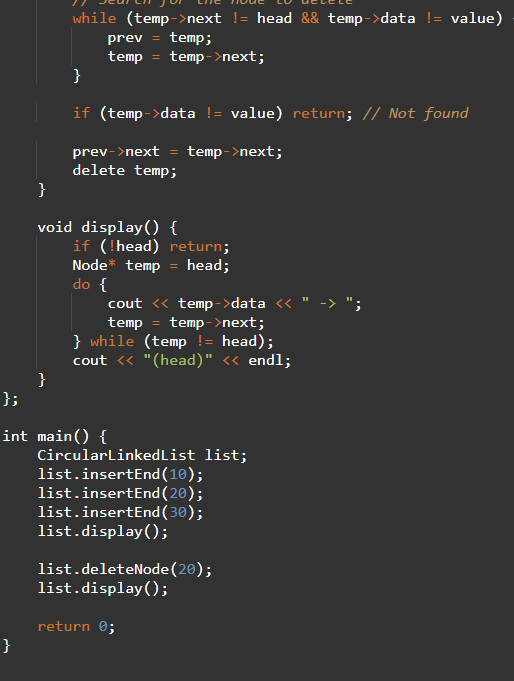 // Search for the node to delete
while (temp->next != head && temp->data != value) {
prev = temp;
temp = temp->next;
}
if (temp->data != value) return; // Not found
prev->next = temp->next;
delete temp;
}
void display() {
if (!head) return;
Node* temp = head;
do {
cout << temp->data << " -> ";
temp = temp->next;
} while (temp != head);
cout << "(head)" << endl;
}
};
int main() {
CircularLinkedList list;
list.insertEnd(10);
list.insertEnd(20);
list.insertEnd(30);
list.display();
list.deleteNode(20);
list.display();
return 0;
}